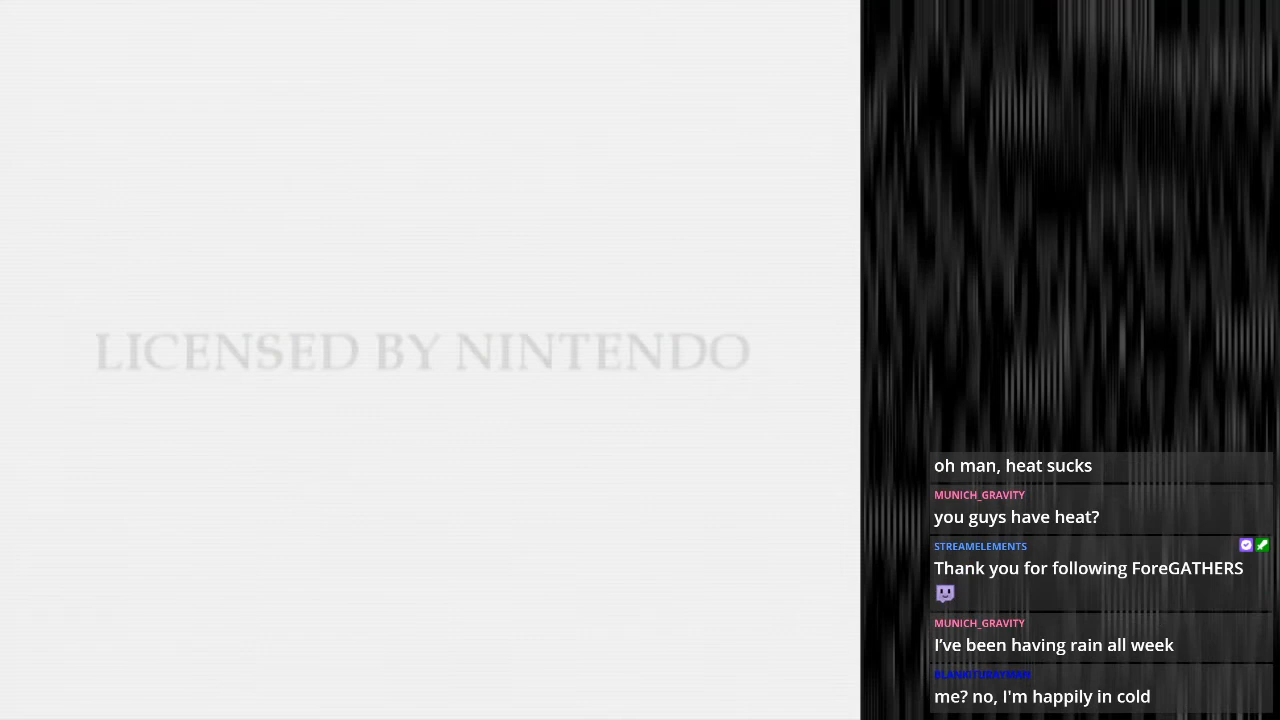 LICENSED BY NINTENDO
oh man, heat sucks
MUNICH_GRAVITY
you guys have heat?
STREAMELEMENTS
Thank you for following ForeGATHERS
MUNICH_GRAVITY
I've been having rain all week
me? no, I'm happily in cold